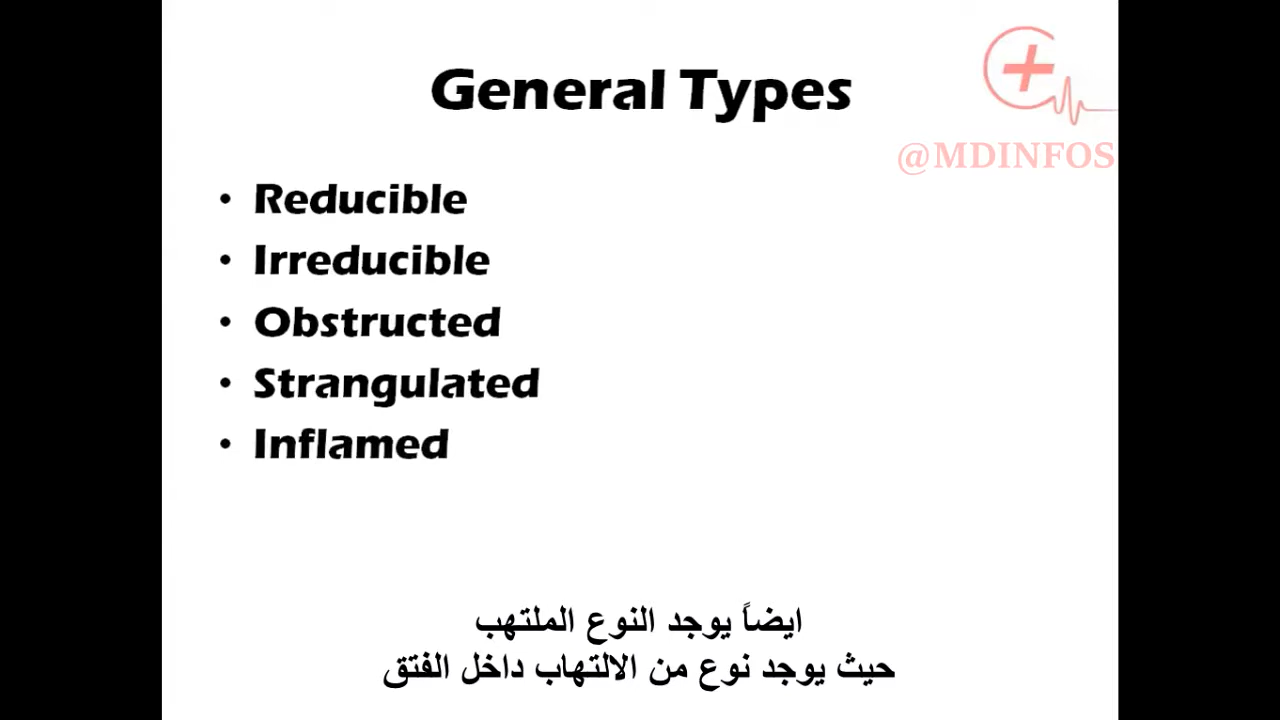 General Types
@MDINFOS
• Reducible
• Irreducible
• Obstructed
• Strangulated
• Inflamed
ايضاً يوجد النوع الملتهب
حيث يوجد نوع من الالتهاب داخل الفتق